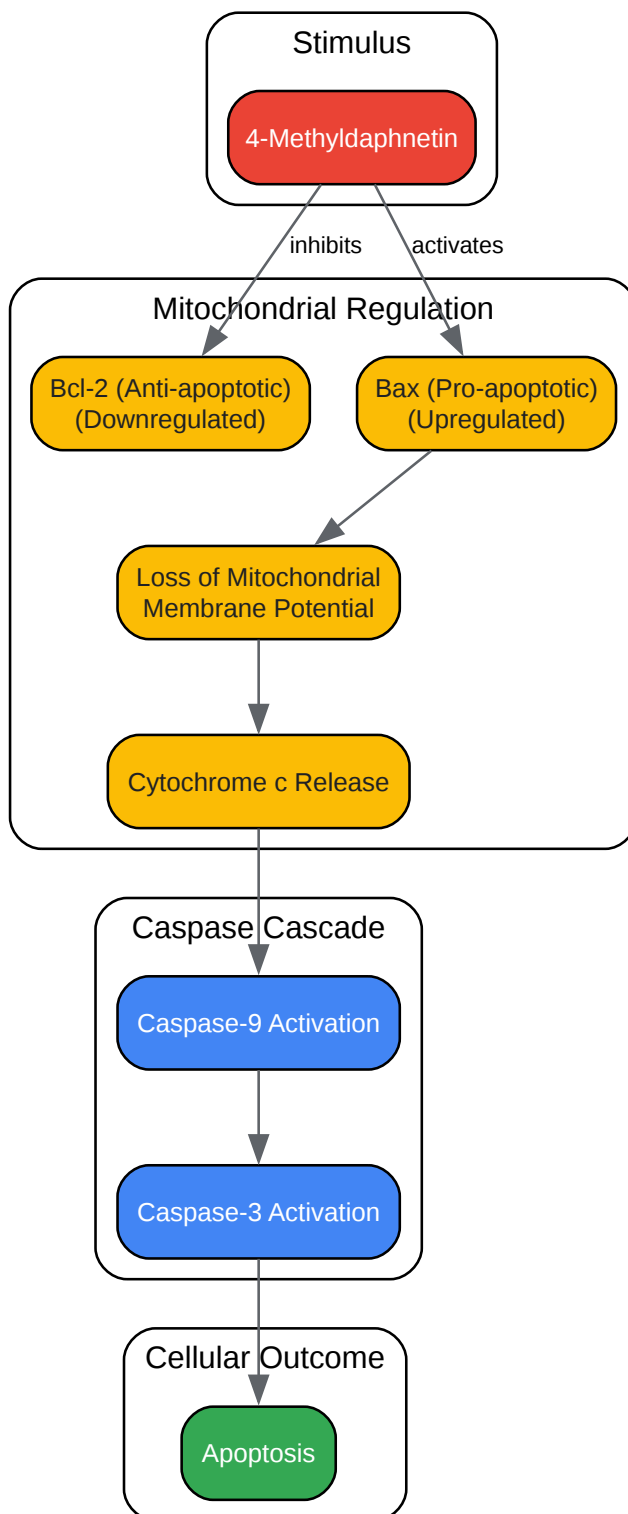 Stimulus
4-Methyldaphnetin
inhibits
activates
Mitochondrial Regulation
Bcl-2 (Anti-apoptotic)
(Downregulated)
Bax (Pro-apoptotic)
(Upregulated)
Loss of Mitochondrial
Membrane Potential
Cytochrome c Release
Caspase Cascade
Caspase-9 Activation
Caspase-3 Activation
Cellular Outcome
Apoptosis